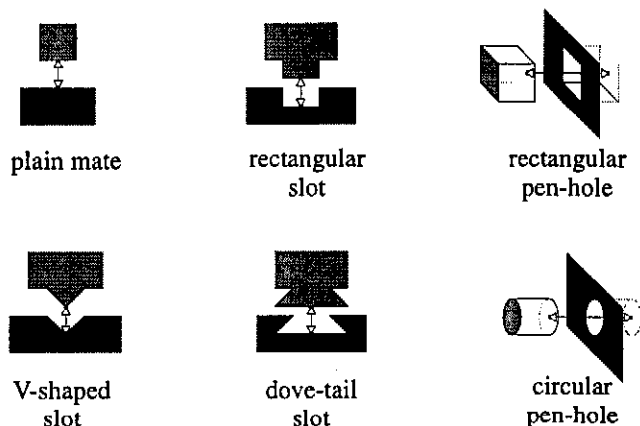 plain mate
rectangular
slot
rectangular
pen-hole
V-shaped
slot
dove-tail
slot
circular
pen-hole